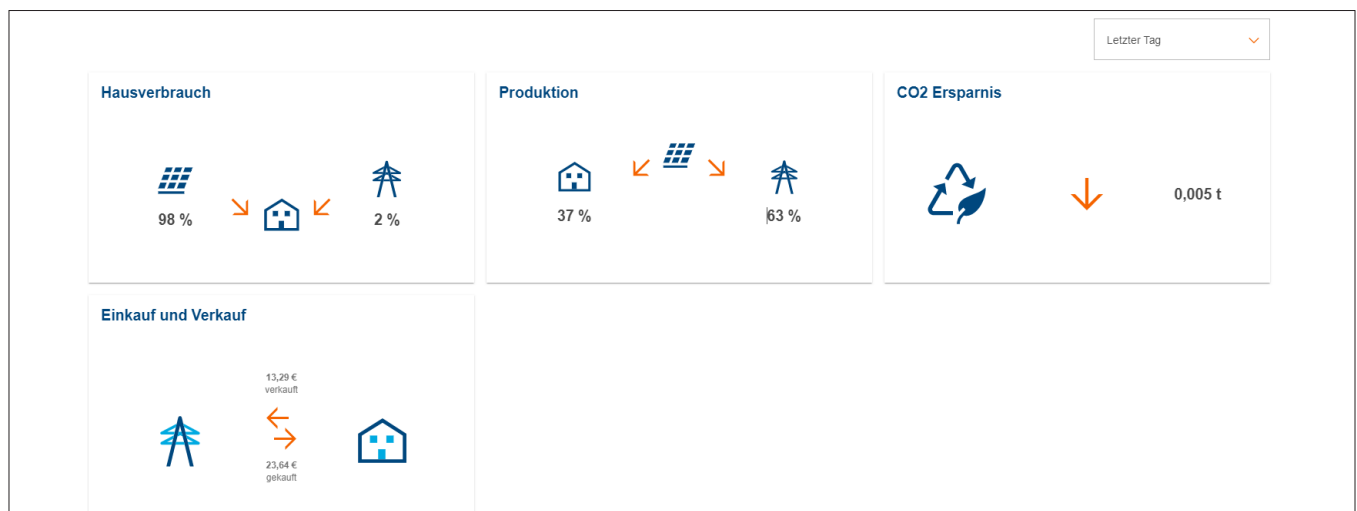 Letzter Tag
Hausverbrauch
98 %
2 %
Produktion
37 %
63 %
CO2 Ersparnis
0,005 t
Einkauf und Verkauf
13,29 €
verkauft
23,64 €
gekauft